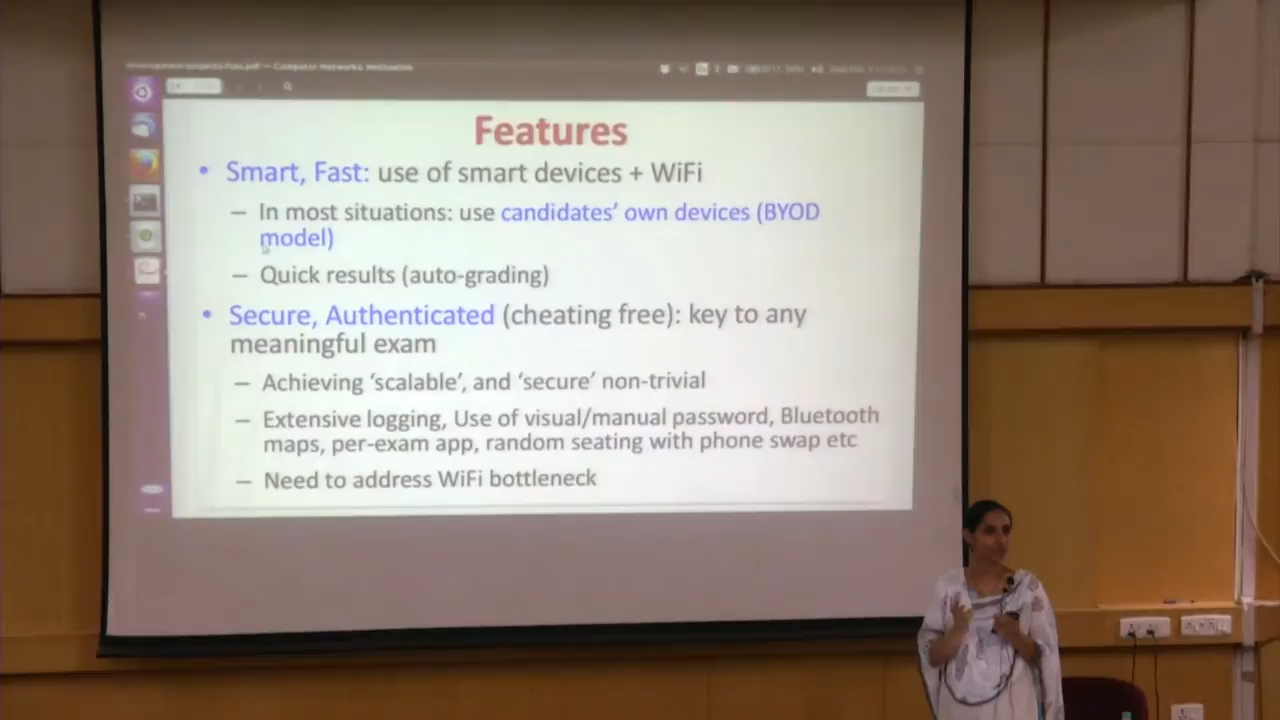 Computer Networks Motivation
Features
• Smart, Fast: use of smart devices + WiFi
– In most situations: use candidates' own devices (BYOD
model)
– Quick results (auto-grading)
• Secure, Authenticated (cheating free): key to any
meaningful exam
– Achieving 'scalable', and 'secure' non-trivial
– Extensive logging, Use of visual/manual password, Bluetooth
maps, per-exam app, random seating with phone swap etc
– Need to address WiFi bottleneck